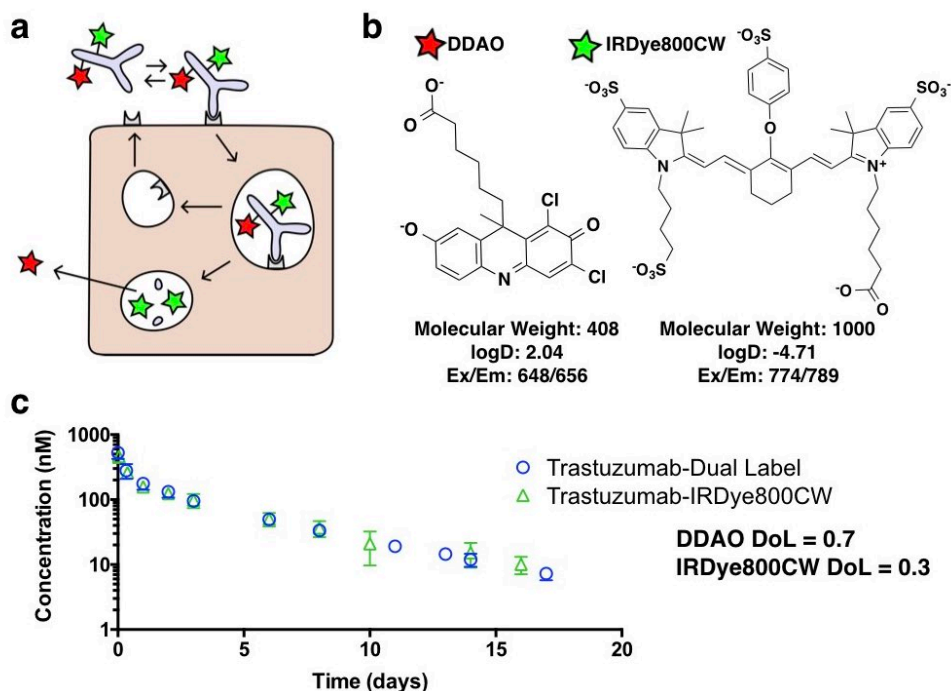 a
b
DDAO
IRDye800CW
O-
O
-O
N
O
Cl
Cl
-O3S
-O3S
SO3-
O
N
N+
-O3S
-O
O
Molecular Weight: 408
logD: 2.04
Ex/Em: 648/656
Molecular Weight: 1000
logD: -4.71
Ex/Em: 774/789
c
Concentration (nM)
1000
100
10
1
0
5
10
15
20
Time (days)
Trastuzumab-Dual Label
Trastuzumab-IRDye800CW
DDAO DoL = 0.7
IRDye800CW DoL = 0.3